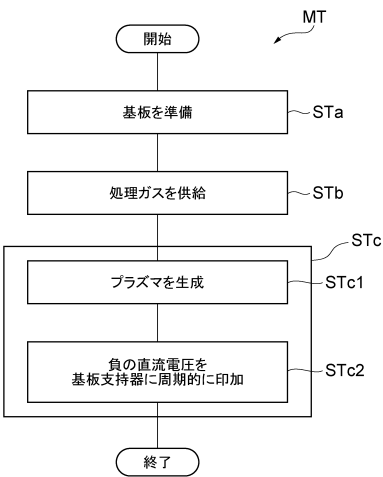 MT
開始
基板を準備
STa
処理ガスを供給
STb
STc
プラズマを生成
STc1
負の直流電圧を
基板支持器に周期的に印加
STc2
終了